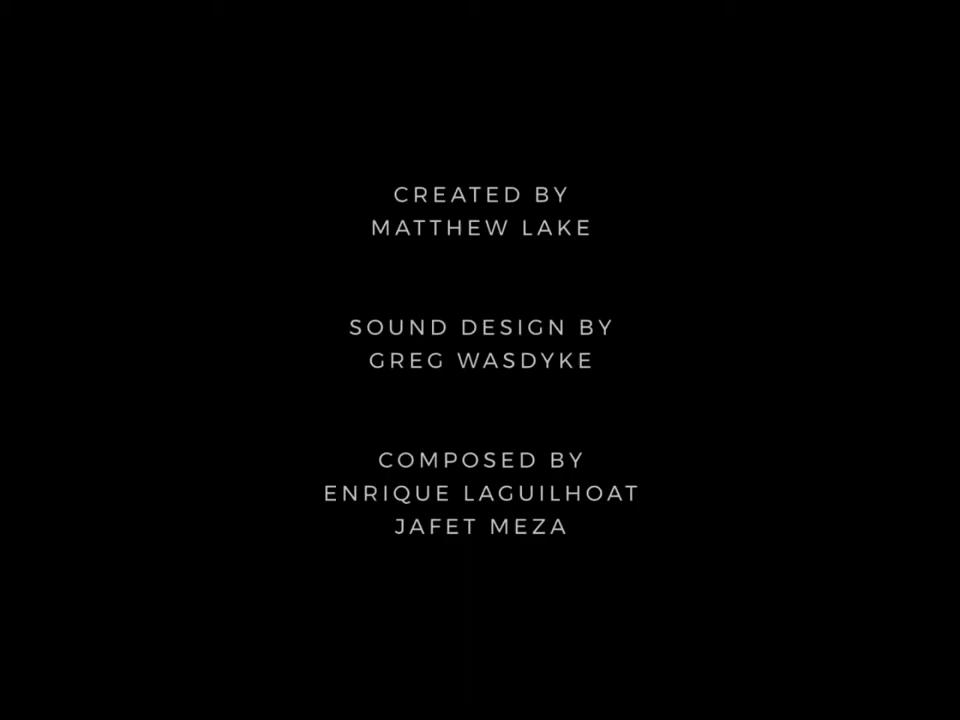 CREATED BY
MATTHEW LAKE
SOUND DESIGN BY
GREG WASDYKE
COMPOSED BY
ENRIQUE LAGUILHOAT
JAFET MEZA